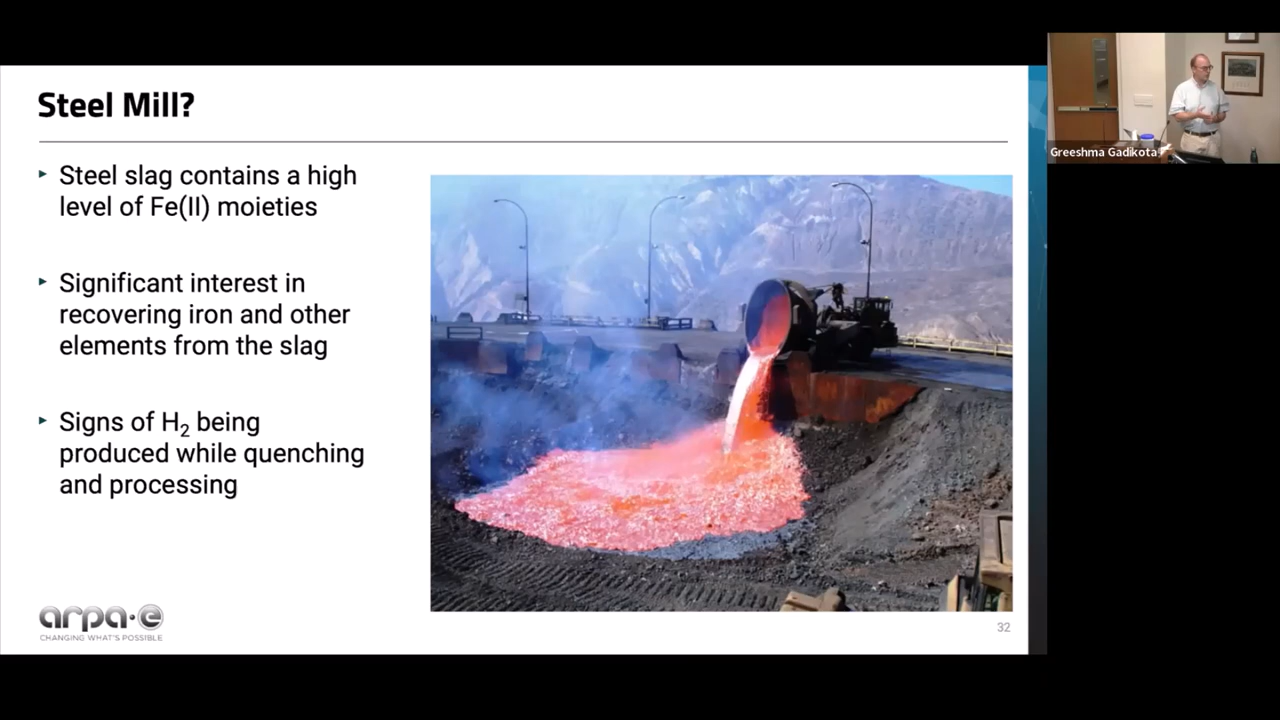 Steel Mill?
Steel slag contains a high
level of Fe(II) moieties
Significant interest in
recovering iron and other
elements from the slag
Signs of H₂ being
produced while quenching
and processing
arpa·e
CHANGING WHAT'S POSSIBLE
32
Greeshma Gadikota